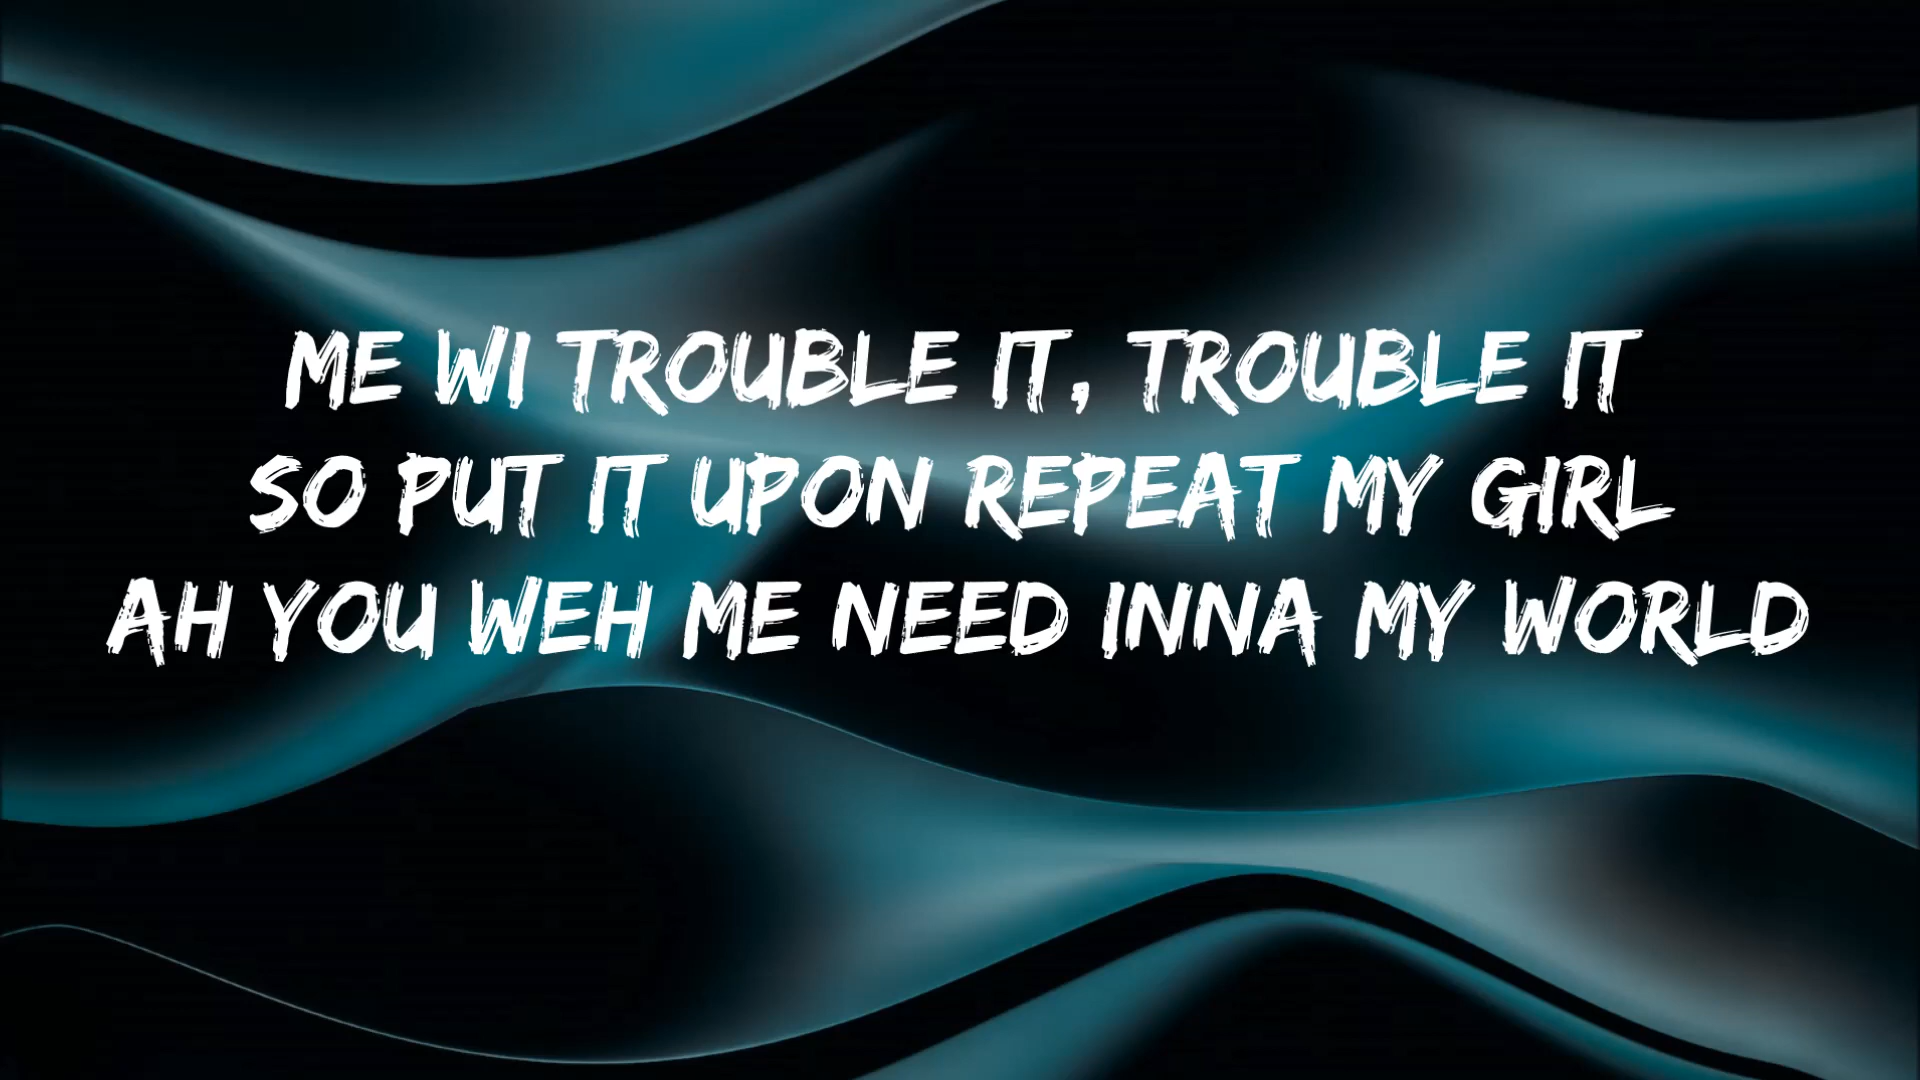 ME WI TROUBLE IT, TROUBLE IT
SO PUT IT UPON REPEAT MY GIRL
AH YOU WEH ME NEED INNA MY WORLD